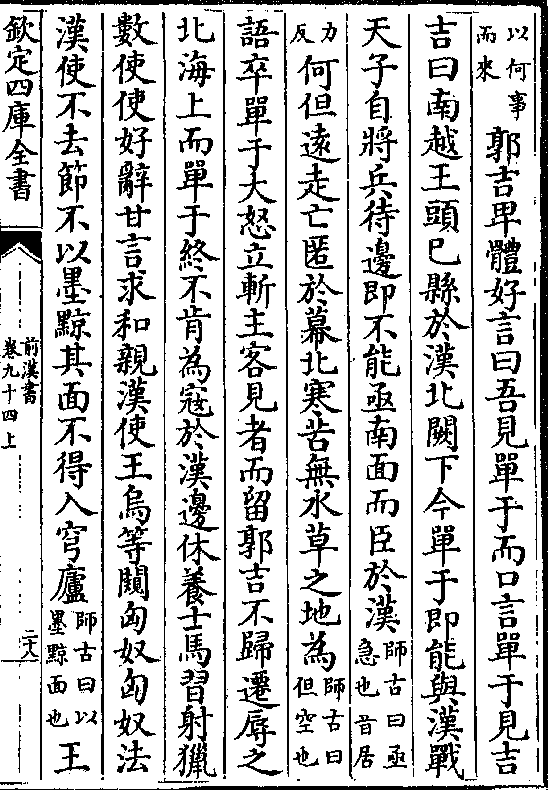 以何事而來郭吉卑體好言曰吾見單于而口言單于見吉
吉曰南越王頭已縣於漢北闕下今單于即能與漢戰
天子自將兵待邊即不能亟南面而臣於漢師古曰亟急也音居
力反何但遠走亡匿於幕北寒苦無水草之地為師古曰但空也
語卒單于大怒立斬主客見者而留郭吉不歸遷辱之
北海上而單于終不肯為寇於漢邊休養士馬習射獵
數使使好辭甘言求和親漢使王烏等闚匈奴匈奴法
漢使不去節不以墨黥其面不得入穹廬師古曰以墨黥面也王
欽定四庫全書
前漢書
卷九十四上
二十八